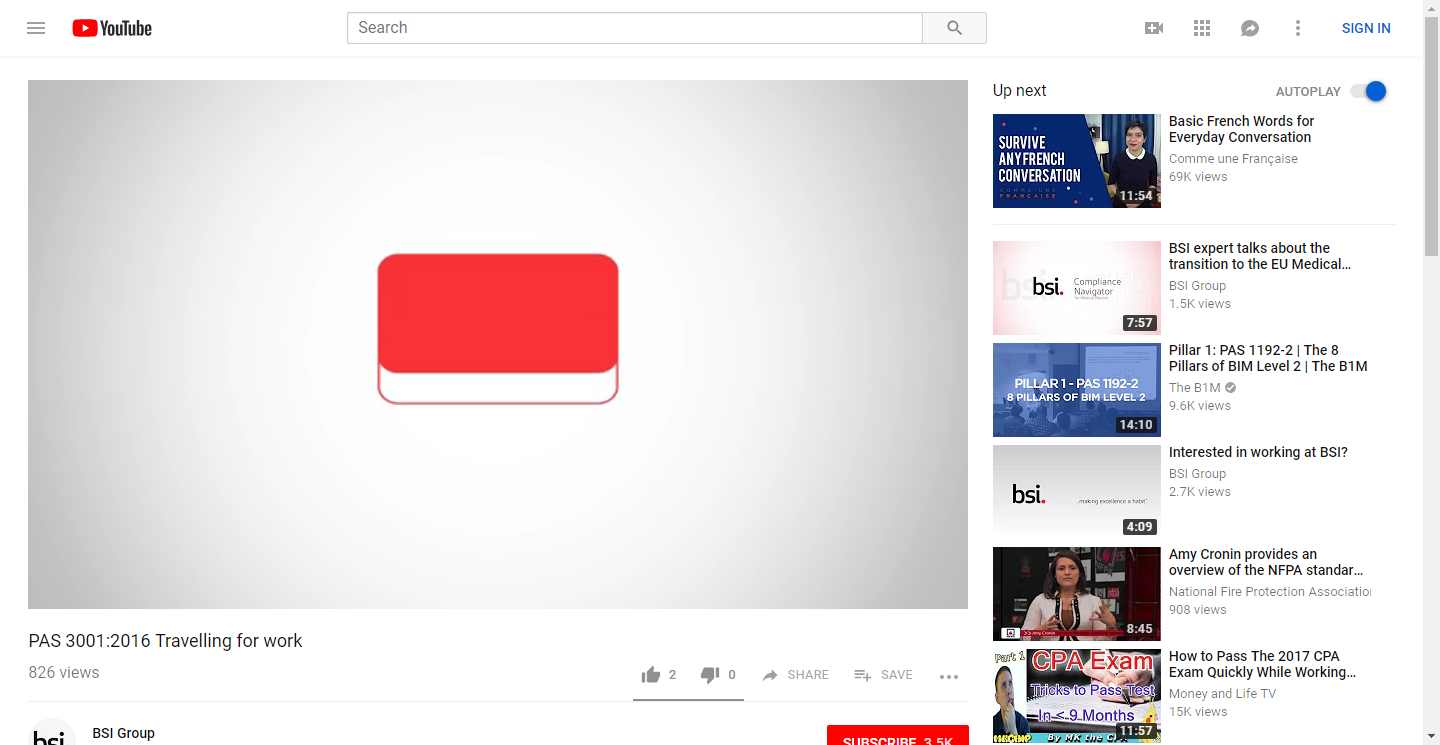 YouTube
Search
SIGN IN
Up next
AUTOPLAY
SURVIVE
ANY FRENCH
CONVERSATION
COMME UNE
FRANÇAISE
11:54
Basic French Words for
Everyday Conversation
Comme une Française
69K views
bsi.
Compliance
Navigator
for Medical Devices
7:57
BSI expert talks about the
transition to the EU Medical…
BSI Group
1.5K views
PILLAR 1 - PAS 1192-2
8 PILLARS OF BIM LEVEL 2
14:10
Pillar 1: PAS 1192-2 | The 8
Pillars of BIM Level 2 | The B1M
The B1M
9.6K views
bsi.
...making excellence a habit.
4:09
Interested in working at BSI?
BSI Group
2.7K views
Amy Cronin
8:45
Amy Cronin provides an
overview of the NFPA standar…
National Fire Protection Association
908 views
Part 1
CPA Exam
Tricks to Pass Test
In < 9 Months
By MK the CPA
11:57
How to Pass The 2017 CPA
Exam Quickly While Working…
Money and Life TV
15K views
PAS 3001:2016 Travelling for work
826 views
2
0
SHARE
SAVE
bsi
BSI Group
SUBSCRIBE 3.5K